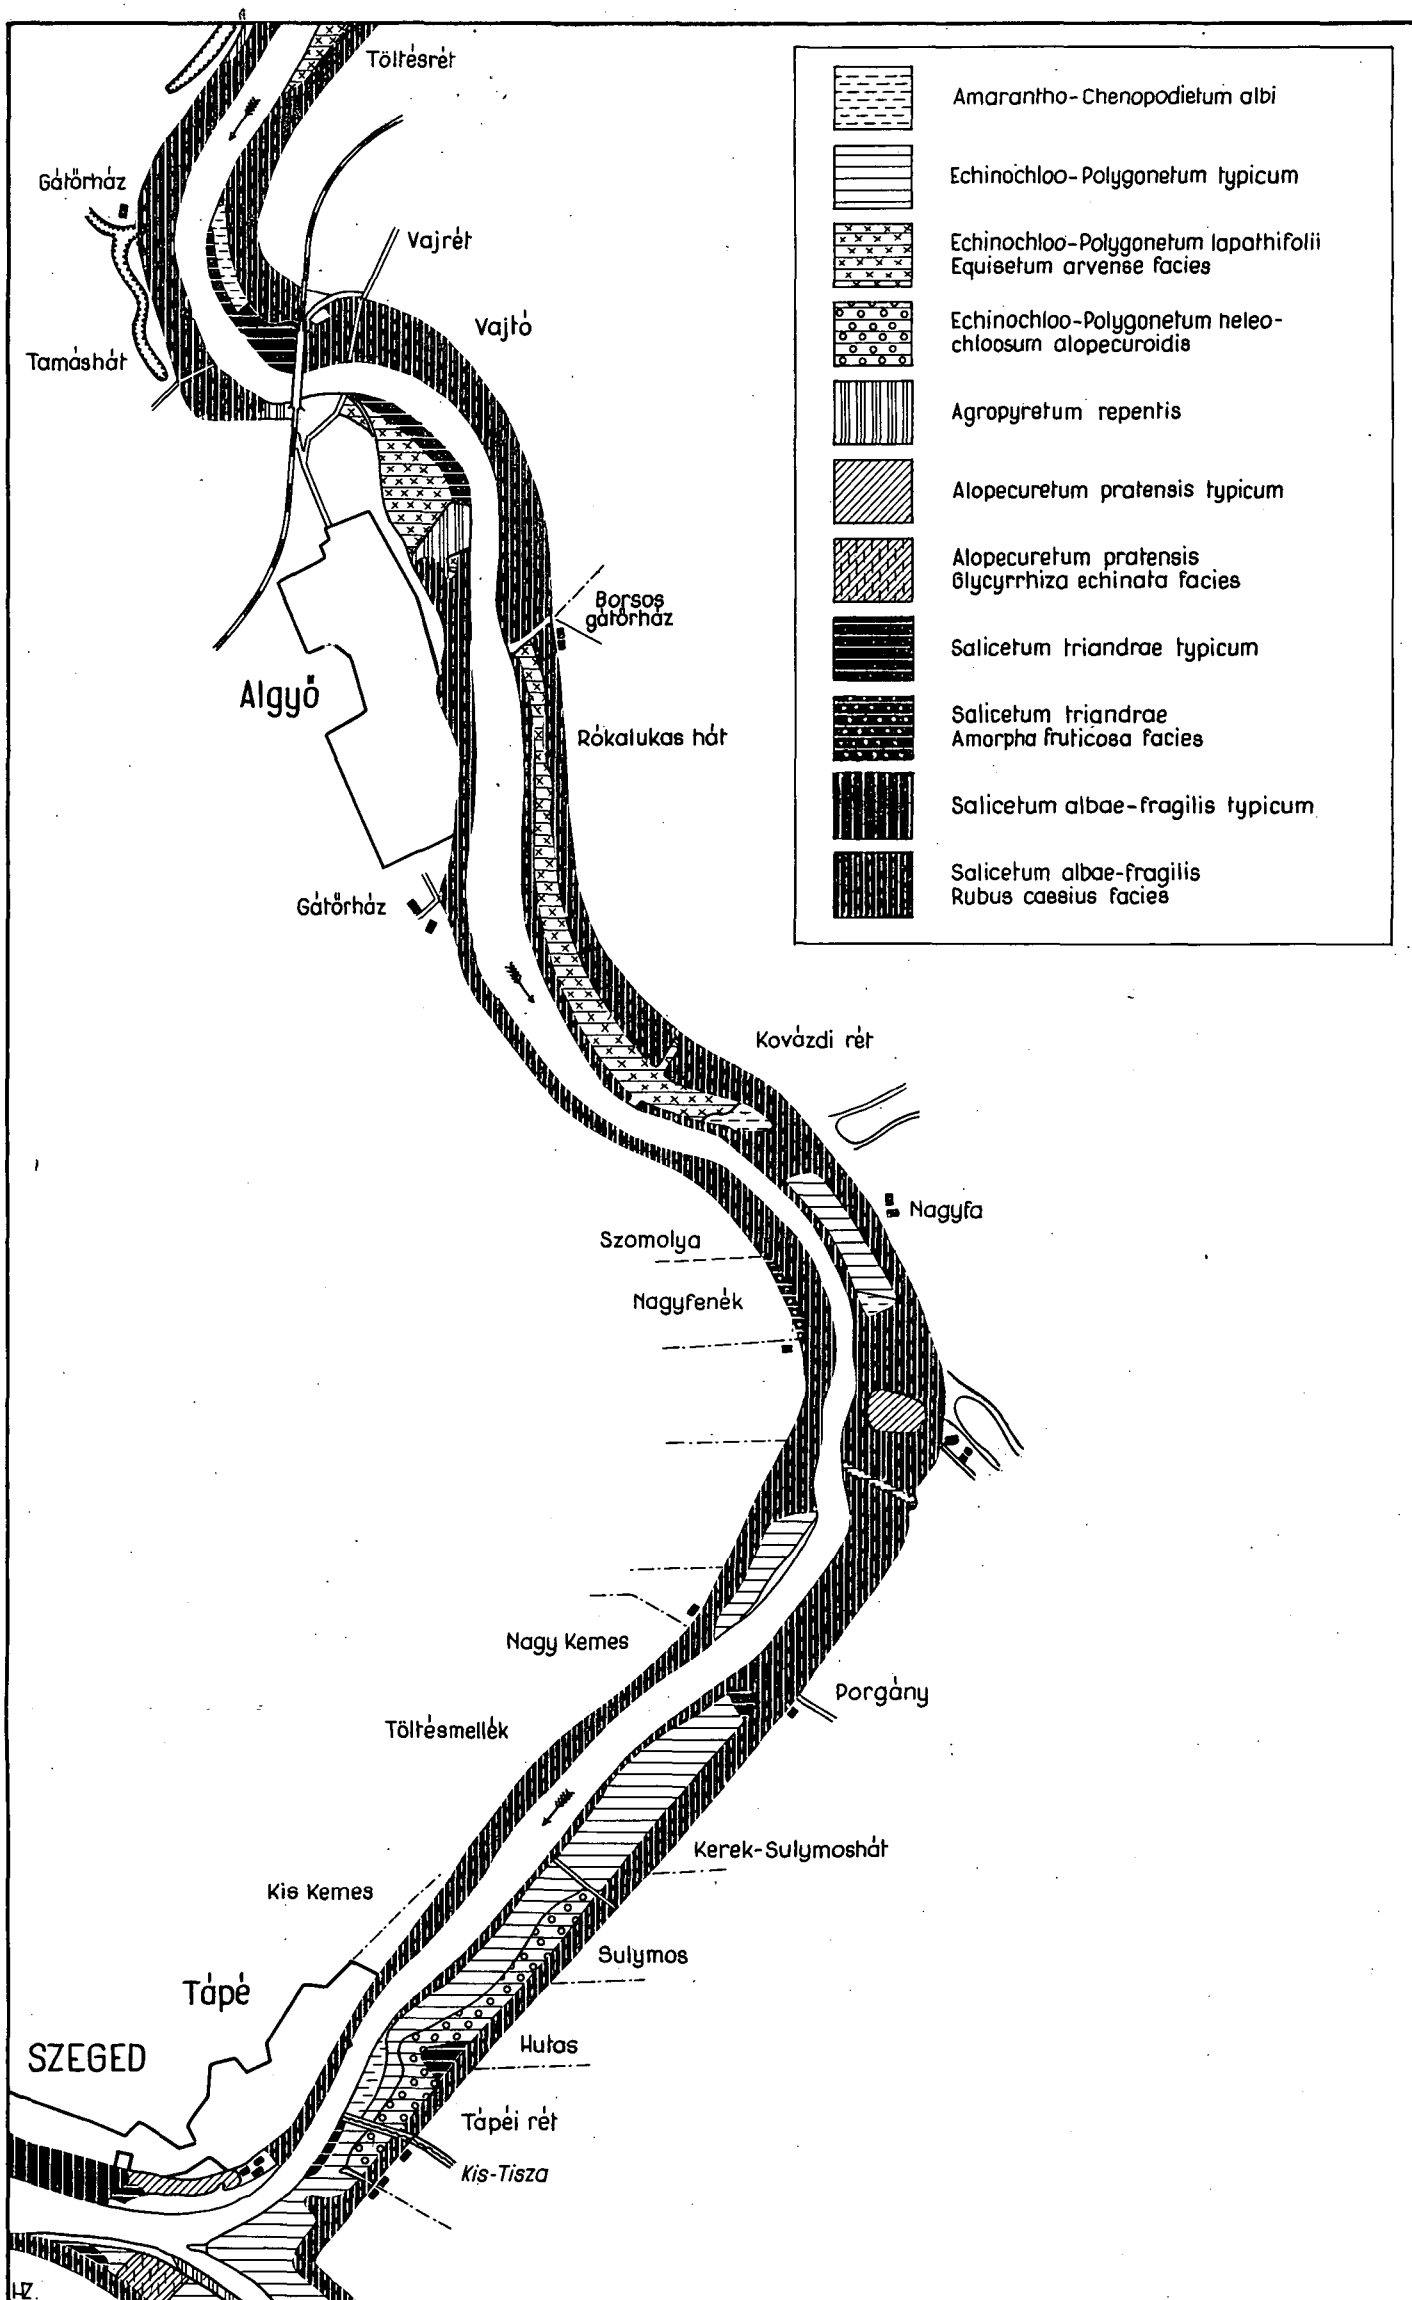 Töltésrét
Gátőrház
Vajrét
Vajtó
Tamáshát
Borsos
gátőrház
Algyő
Rókalukas hát
Gátőrház
Kovázdi rét
Nagyfa
Szomolya
Nagyfenék
Nagy Kemes
Porgány
Töltésmellék
Kerek-Sulymoshát
Kis Kemes
Sulymos
Tápé
SZEGED
Hutas
Tápéi rét
Kis-Tisza
HZ.
Amarantho-Chenopodietum albi
Echinochloo-Polygonetum typicum
Echinochloo-Polygonetum lapathifolii
Equisetum arvense facies
Echinochloo-Polygonetum heleo-
chloosum alopecuroidis
Agropyretum repentis
Alopecuretum pratensis typicum
Alopecuretum pratensis
Glycyrrhiza echinata facies
Salicetum triandrae typicum
Salicetum triandrae
Amorpha fruticosa facies
Salicetum albae-fragilis typicum
Salicetum albae-fragilis
Rubus caesius facies